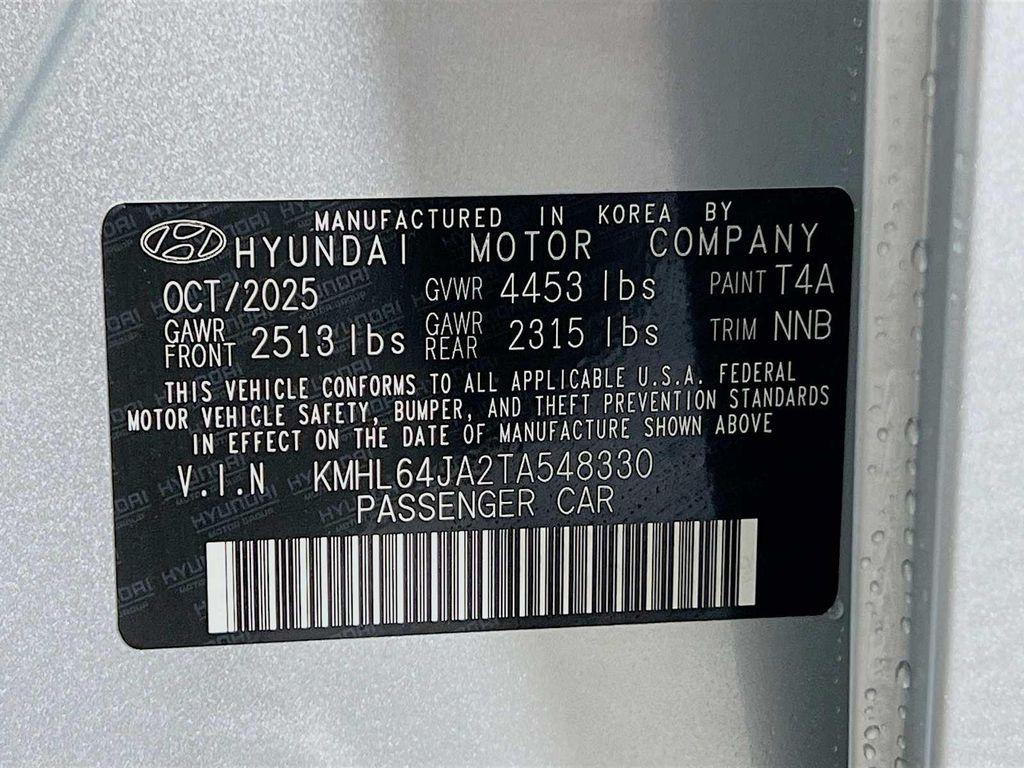 MANUFACTURED IN KOREA BY
HYUNDAI MOTOR COMPANY
OCT/2025 GVWR 4453 lbs PAINT T4A
GAWR FRONT 2513 lbs GAWR REAR 2315 lbs TRIM NNB
THIS VEHICLE CONFORMS TO ALL APPLICABLE U.S.A. FEDERAL
MOTOR VEHICLE SAFETY, BUMPER, AND THEFT PREVENTION STANDARDS
IN EFFECT ON THE DATE OF MANUFACTURE SHOWN ABOVE
V.I.N KMHL64JA2TA548330
PASSENGER CAR